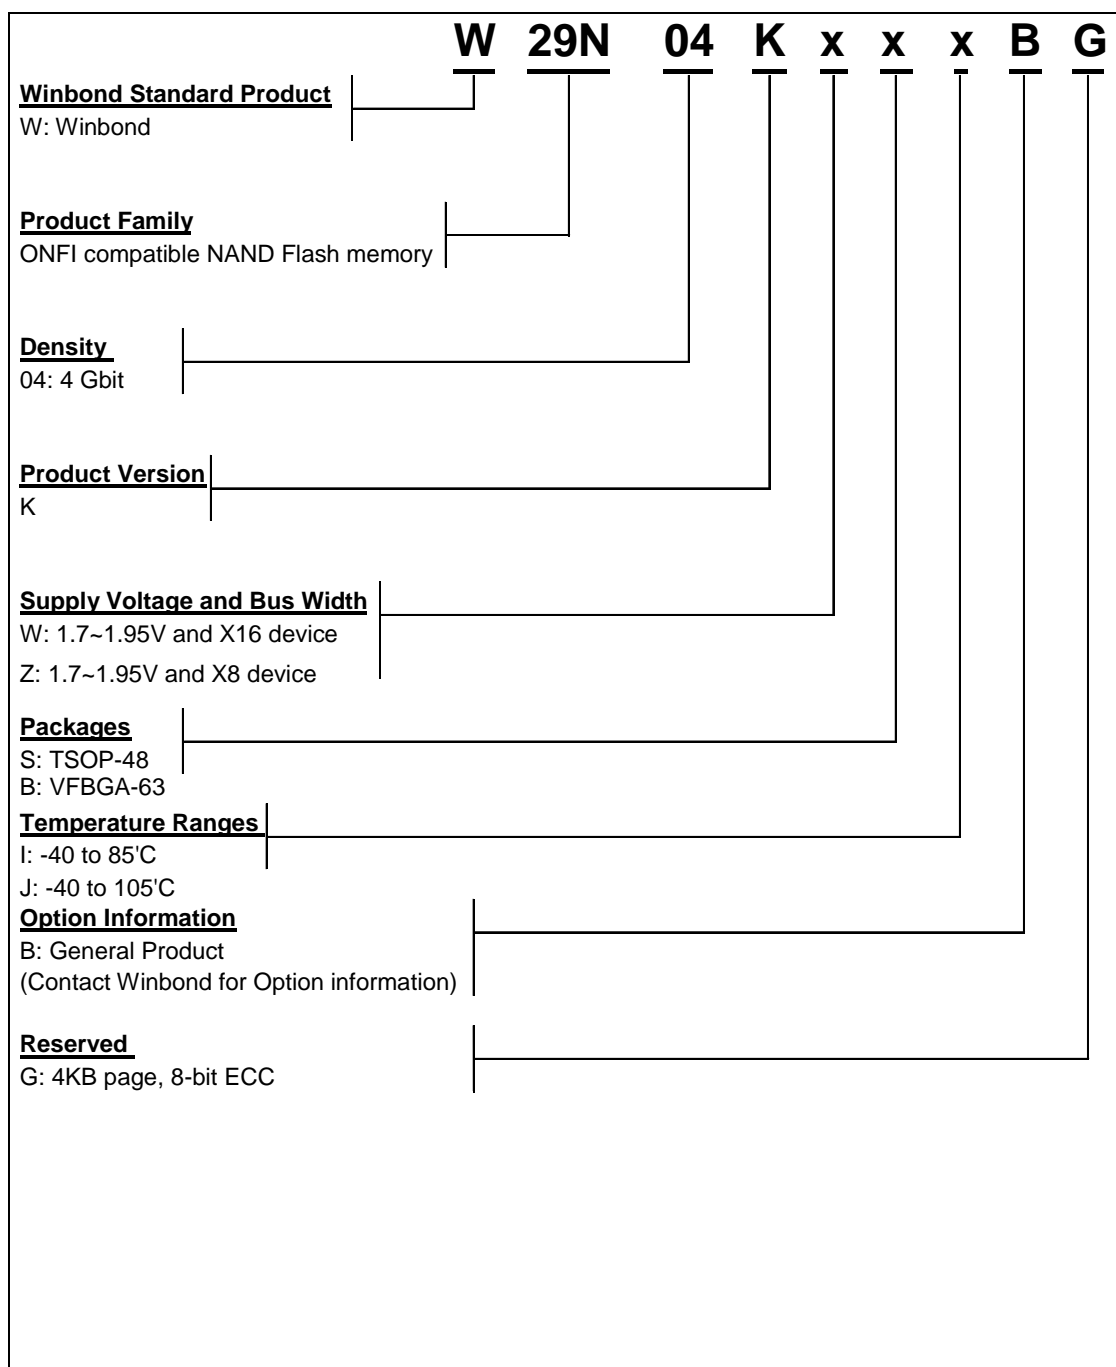 W 29N 04 K x x x B G
Winbond Standard Product
W: Winbond
Product Family
ONFI compatible NAND Flash memory
Density
04: 4 Gbit
Product Version
K
Supply Voltage and Bus Width
W: 1.7~1.95V and X16 device
Z: 1.7~1.95V and X8 device
Packages
S: TSOP-48
B: VFBGA-63
Temperature Ranges
I: -40 to 85'C
J: -40 to 105'C
Option Information
B: General Product
(Contact Winbond for Option information)
Reserved
G: 4KB page, 8-bit ECC